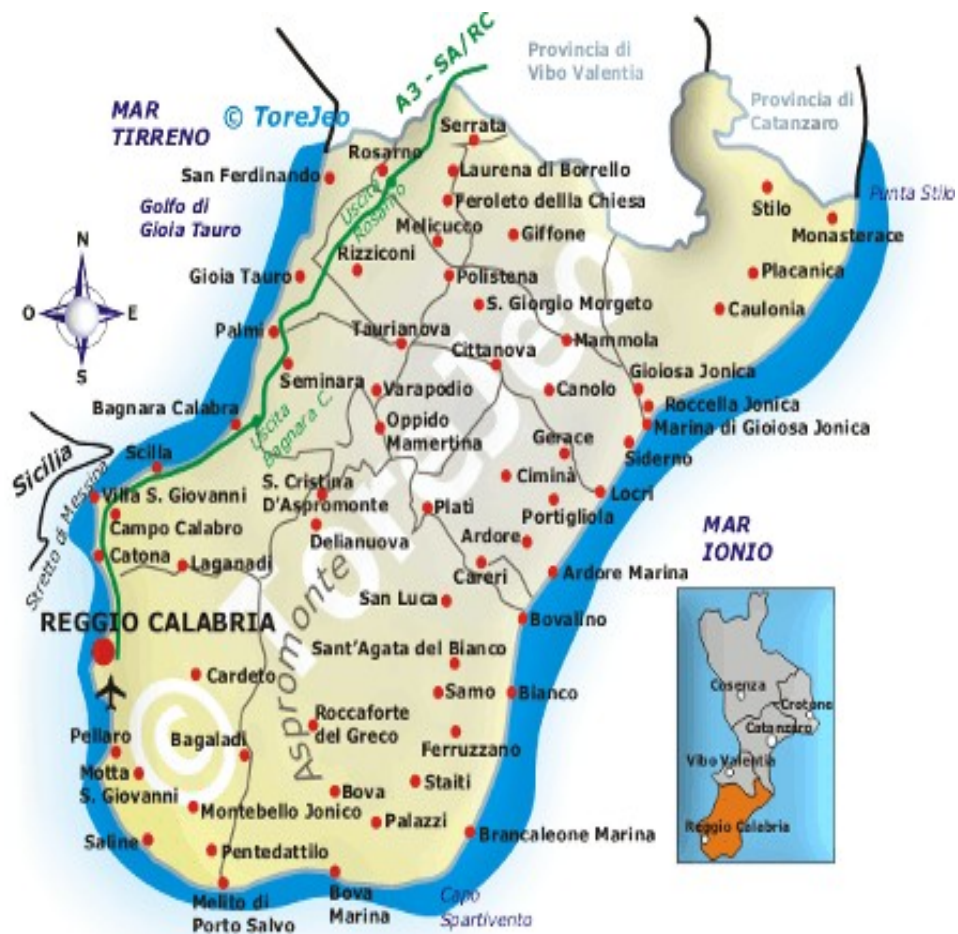 A3 - SA/RC
Provincia di
Vibo Valentia
MAR
TIRRENO
© ToreJeo
Provincia di
Catanzaro
Serrata
Rosarno
San Ferdinando
Laurena di Borrello
Uscita
Rosarno
Feroleto dellla Chiesa
Stilo
Punta Stilo
Golfo di
Gioia Tauro
Melicucco
Giffone
Monasterace
N
O
E
S
Rizziconi
Gioia Tauro
Polistena
Placanica
S. Giorgio Morgeto
Caulonia
Palmi
Taurianova
Cittanova
Mammola
Seminara
Varapodio
Canolo
Gioiosa Jonica
Roccella Jonica
Bagnara Calabra
Uscita
Bagnara C.
Oppido
Mamertina
Gerace
Marina di Gioiosa Jonica
Siderno
Sicilia
Scilla
S. Cristina
D'Aspromonte
Ciminà
Locri
Stretto di Messina
Villa S. Giovanni
Campo Calabro
Platì
Portigliola
MAR
IONIO
Delianuova
Ardore
Catona
Laganadi
Careri
Ardore Marina
Aspromonte
San Luca
REGGIO CALABRIA
Bovalino
Sant'Agata del Bianco
Cardeto
Samo
Bianco
Cosenza
Crotone
Catanzaro
Vibo Valentia
Reggio Calabria
Roccaforte
del Greco
Ferruzzano
Pellaro
Bagaladi
Motta
S. Giovanni
Staiti
Bova
Montebello Jonico
Palazzi
Brancaleone Marina
Saline
Pentedattilo
Melito di
Porto Salvo
Bova
Marina
Capo
Spartivento
© ToreJeo